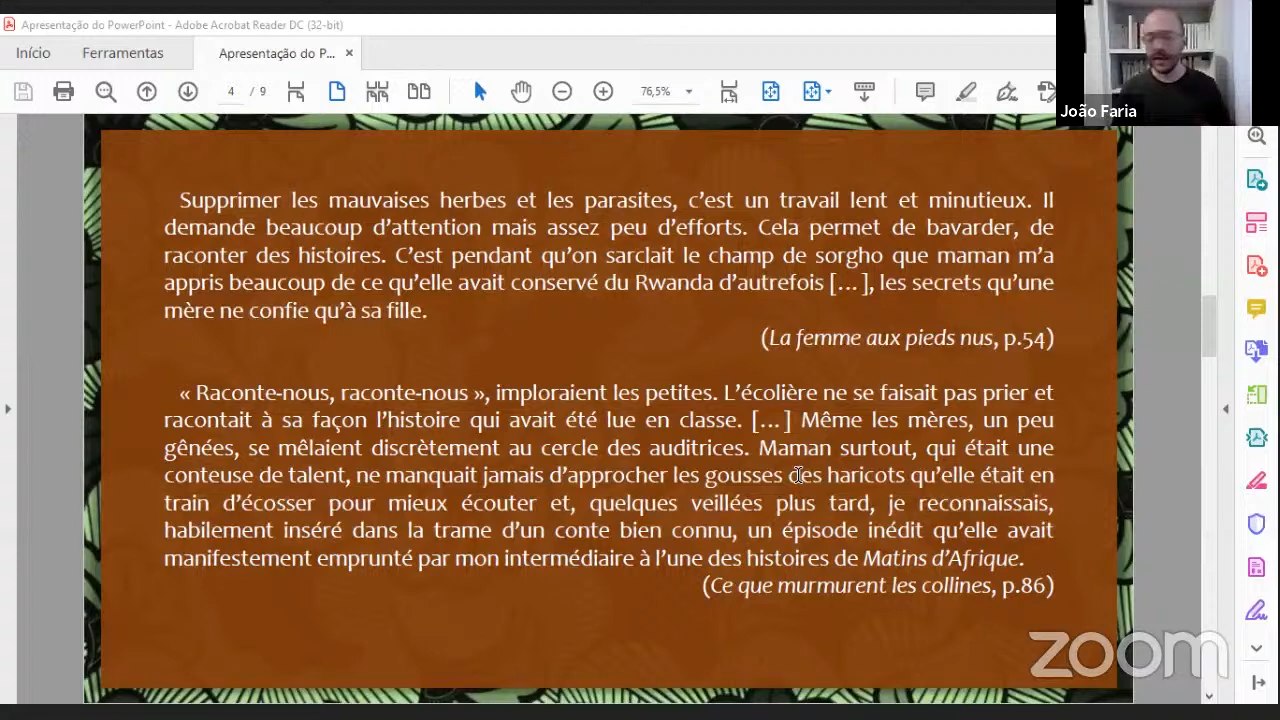 Apresentação do PowerPoint - Adobe Acrobat Reader DC (32-bit)
Início Ferramentas Apresentação do P... ×
4 / 9 76,5%
João Faria
Supprimer les mauvaises herbes et les parasites, c’est un travail lent et minutieux. Il
demande beaucoup d’attention mais assez peu d’efforts. Cela permet de bavarder, de
raconter des histoires. C’est pendant qu’on sarclait le champ de sorgho que maman m’a
appris beaucoup de ce qu’elle avait conservé du Rwanda d’autrefois […], les secrets qu’une
mère ne confie qu’à sa fille.
(La femme aux pieds nus, p.54)
« Raconte-nous, raconte-nous », imploraient les petites. L’écolière ne se faisait pas prier et
racontait à sa façon l’histoire qui avait été lue en classe. […] Même les mères, un peu
gênées, se mêlaient discrètement au cercle des auditrices. Maman surtout, qui était une
conteuse de talent, ne manquait jamais d’approcher les gousses des haricots qu’elle était en
train d’écosser pour mieux écouter et, quelques veillées plus tard, je reconnaissais,
habilement inséré dans la trame d’un conte bien connu, un épisode inédit qu’elle avait
manifestement emprunté par mon intermédiaire à l’une des histoires de Matins d’Afrique.
(Ce que murmurent les collines, p.86)
zoom